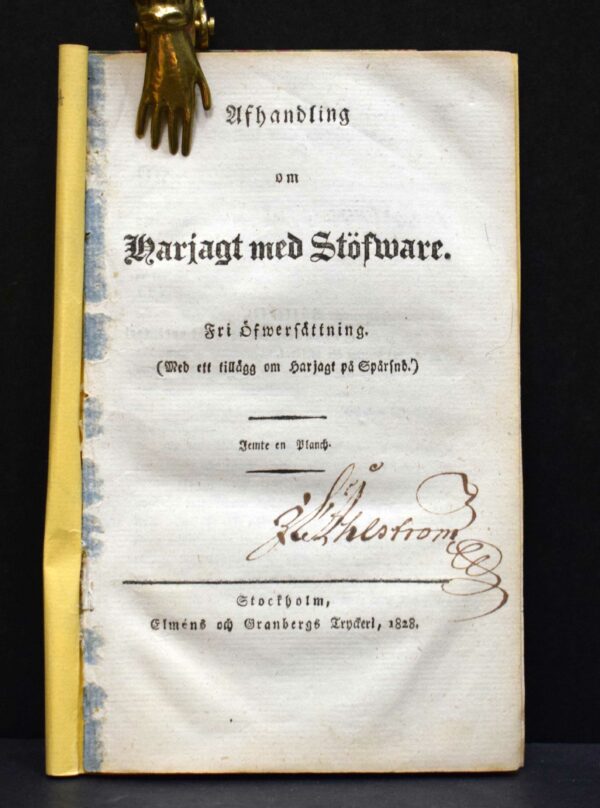 Afhandling
om
Harjagt med Stöfware.
Fri Öfwersättning.
(Med ett tillägg om Harjagt på Spårsnö.)
Jemte en Planch.
Åhlstrom
Stockholm,
Elméns och Granbergs Tryckeri, 1828.